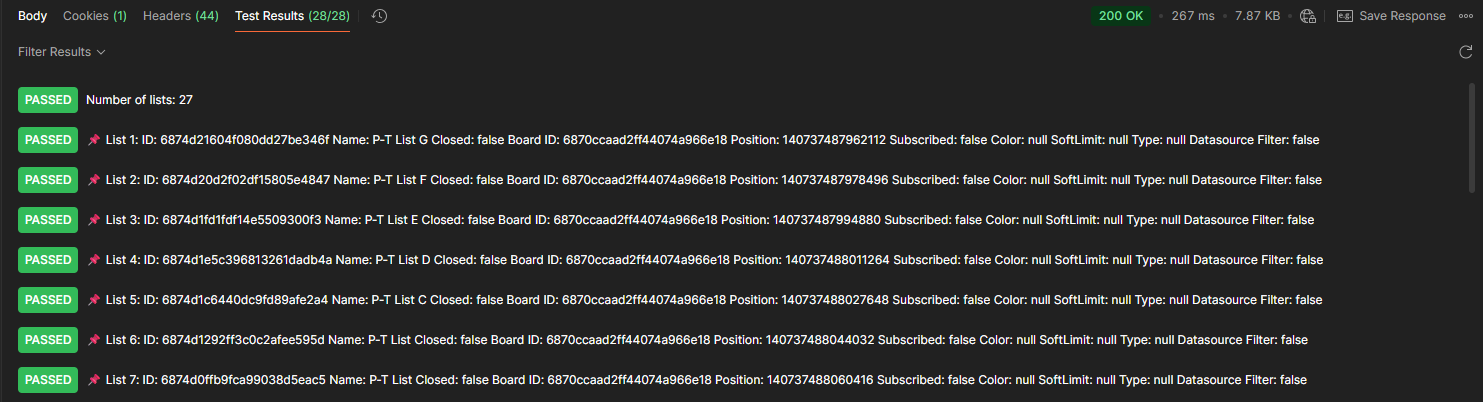 Body Cookies (1) Headers (44) Test Results (28/28) 200 OK • 267 ms • 7.87 KB • e.g. Save Response
Filter Results
PASSED Number of lists: 27
PASSED 📌 List 1: ID: 6874d21604f080dd27be346f Name: P-T List G Closed: false Board ID: 6870ccaad2ff44074a966e18 Position: 140737487962112 Subscribed: false Color: null SoftLimit: null Type: null Datasource Filter: false
PASSED 📌 List 2: ID: 6874d20d2f02df15805e4847 Name: P-T List F Closed: false Board ID: 6870ccaad2ff44074a966e18 Position: 140737487978496 Subscribed: false Color: null SoftLimit: null Type: null Datasource Filter: false
PASSED 📌 List 3: ID: 6874d1fd1fdf14e5509300f3 Name: P-T List E Closed: false Board ID: 6870ccaad2ff44074a966e18 Position: 140737487994880 Subscribed: false Color: null SoftLimit: null Type: null Datasource Filter: false
PASSED 📌 List 4: ID: 6874d1e5c396813261dadb4a Name: P-T List D Closed: false Board ID: 6870ccaad2ff44074a966e18 Position: 140737488011264 Subscribed: false Color: null SoftLimit: null Type: null Datasource Filter: false
PASSED 📌 List 5: ID: 6874d1c6440dc9fd89afe2a4 Name: P-T List C Closed: false Board ID: 6870ccaad2ff44074a966e18 Position: 140737488027648 Subscribed: false Color: null SoftLimit: null Type: null Datasource Filter: false
PASSED 📌 List 6: ID: 6874d1292ff3c0c2afee595d Name: P-T List Closed: false Board ID: 6870ccaad2ff44074a966e18 Position: 140737488044032 Subscribed: false Color: null SoftLimit: null Type: null Datasource Filter: false
PASSED 📌 List 7: ID: 6874d0ffb9fca99038d5eac5 Name: P-T List Closed: false Board ID: 6870ccaad2ff44074a966e18 Position: 140737488060416 Subscribed: false Color: null SoftLimit: null Type: null Datasource Filter: false